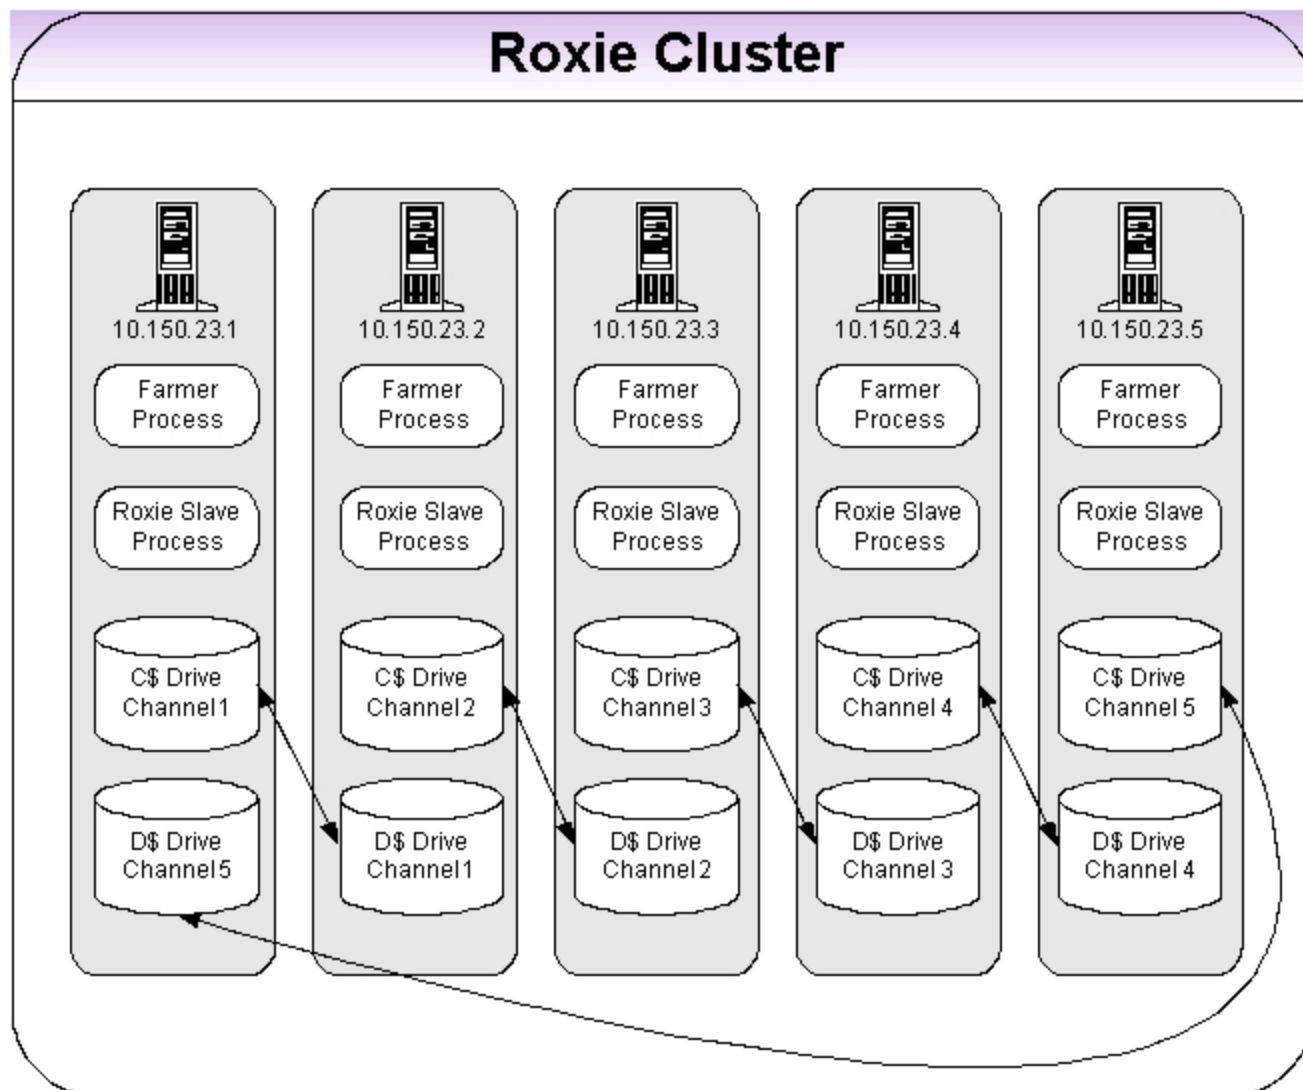 Roxie Cluster
10.150.23.1
Farmer
Process
Roxie Slave
Process
C$ Drive
Channel 1
D$ Drive
Channel 5
10.150.23.2
Farmer
Process
Roxie Slave
Process
C$ Drive
Channel 2
D$ Drive
Channel 1
10.150.23.3
Farmer
Process
Roxie Slave
Process
C$ Drive
Channel 3
D$ Drive
Channel 2
10.150.23.4
Farmer
Process
Roxie Slave
Process
C$ Drive
Channel 4
D$ Drive
Channel 3
10.150.23.5
Farmer
Process
Roxie Slave
Process
C$ Drive
Channel 5
D$ Drive
Channel 4